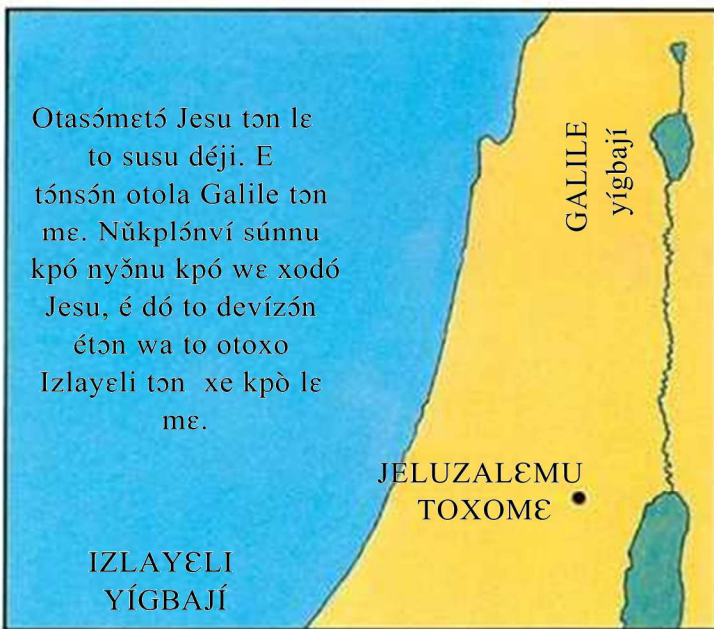 Otasɔ́mɛtɔ́ Jesu tɔn lɛ
to susu déji. E
tɔ́nsɔ́n otola Galile tɔn
mɛ. Nǔkplɔ́nví súnnu
kpó nyɔ̌nu kpó wɛ xodó
Jesu, é dó to devízɔ́n
étɔn wa to otoxo
Izlayɛli tɔn xe kpò lɛ
mɛ.
GALILE
yígbají
JELUZALƐMU
TOXOMƐ
IZLAYƐLI
YÍGBAJÍ